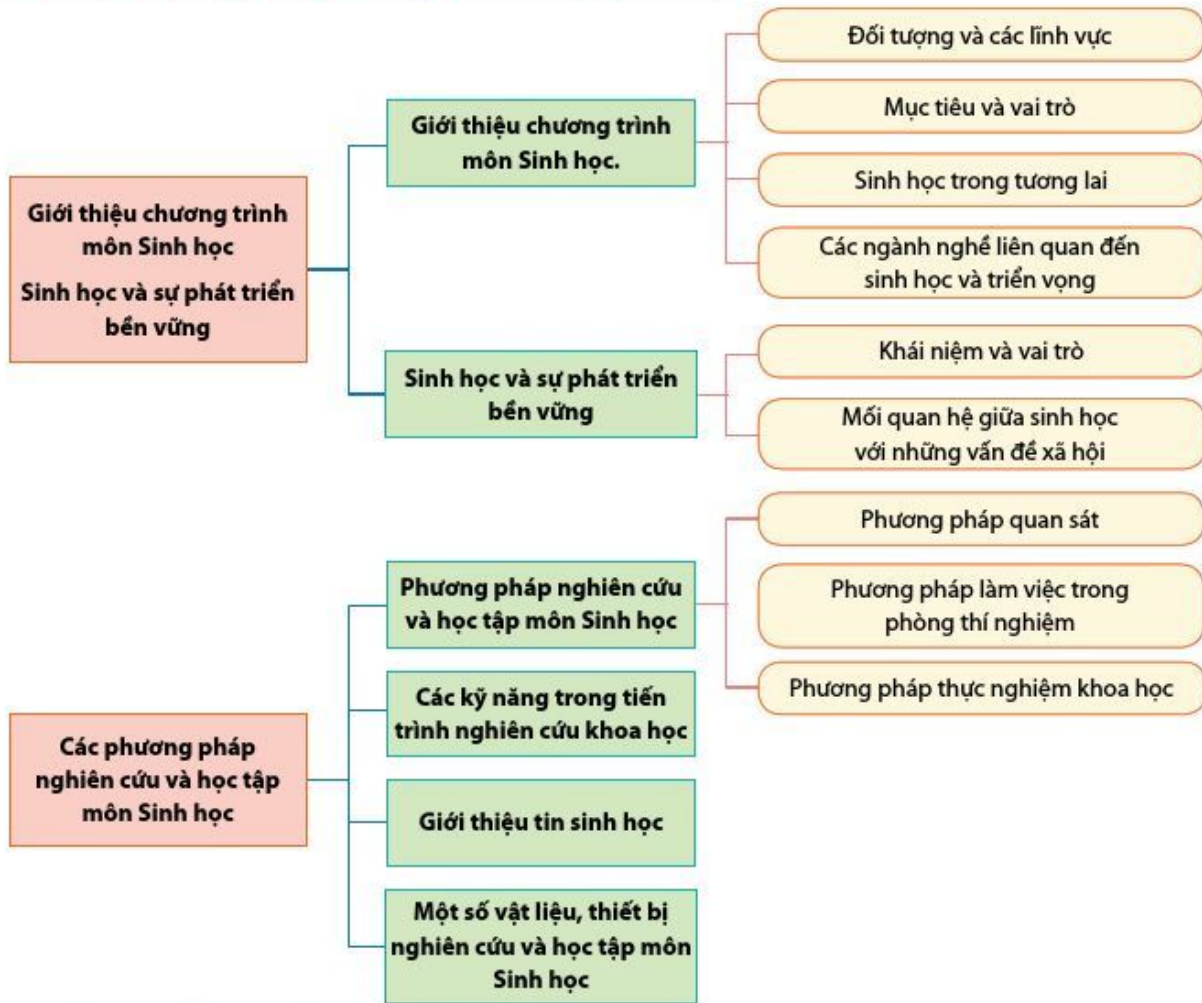 Giới thiệu chương trình
môn Sinh học
Sinh học và sự phát triển
bền vững
Giới thiệu chương trình
môn Sinh học.
Đối tượng và các lĩnh vực
Mục tiêu và vai trò
Sinh học trong tương lai
Các ngành nghề liên quan đến
sinh học và triển vọng
Sinh học và sự phát triển
bền vững
Khái niệm và vai trò
Mối quan hệ giữa sinh học
với những vấn đề xã hội
Các phương pháp
nghiên cứu và học tập
môn Sinh học
Phương pháp nghiên cứu
và học tập môn Sinh học
Phương pháp quan sát
Phương pháp làm việc trong
phòng thí nghiệm
Phương pháp thực nghiệm khoa học
Các kỹ năng trong tiến
trình nghiên cứu khoa học
Giới thiệu tin sinh học
Một số vật liệu, thiết bị
nghiên cứu và học tập môn
Sinh học